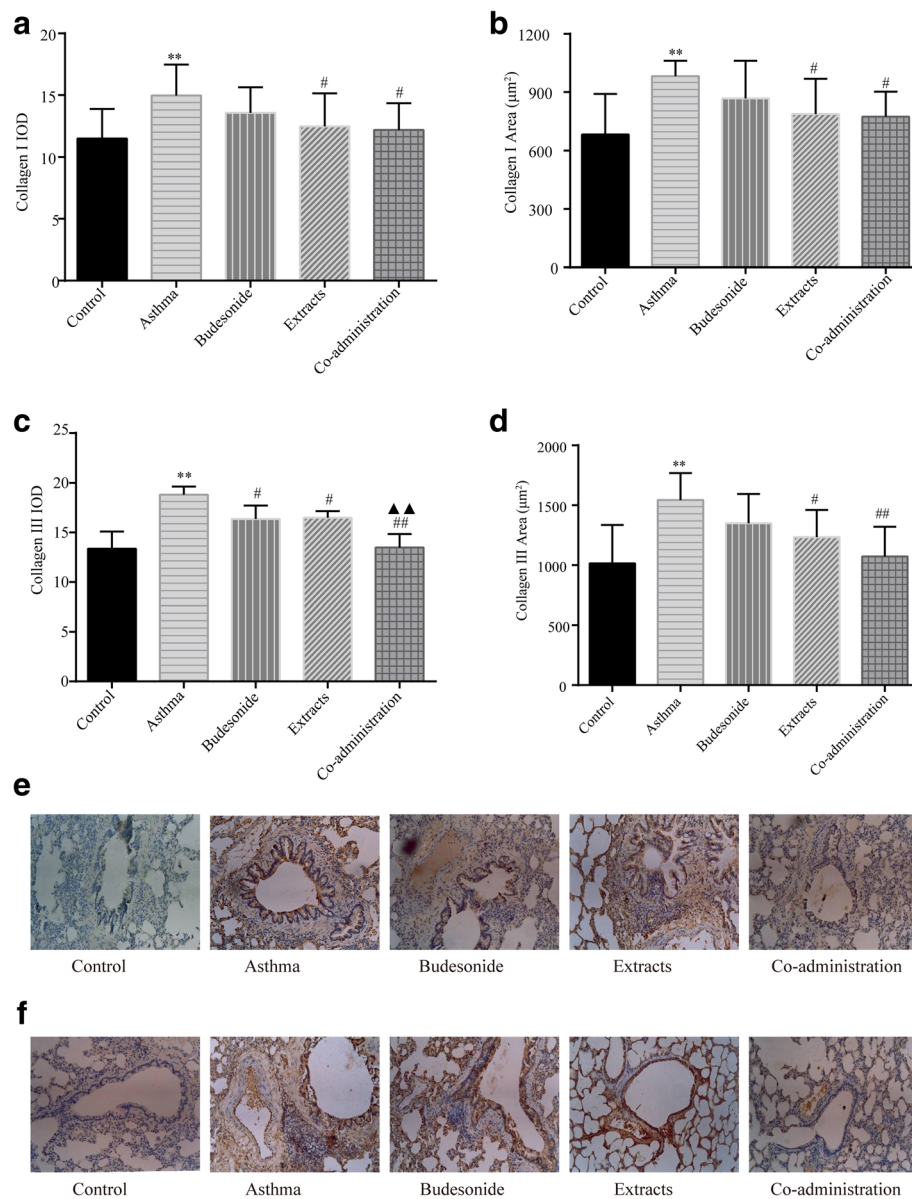 a
Collagen I IOD
20
15
10
5
0
**
#
#
Control
Asthma
Budesonide
Extracts
Co-administration
b
Collagen I Area (μm²)
1200
900
600
300
0
**
#
#
Control
Asthma
Budesonide
Extracts
Co-administration
c
Collagen III IOD
25
20
15
10
5
0
**
#
#
▲▲
##
Control
Asthma
Budesonide
Extracts
Co-administration
d
Collagen III Area (μm²)
2000
1500
1000
500
0
**
#
##
Control
Asthma
Budesonide
Extracts
Co-administration
e
Control Asthma Budesonide Extracts Co-administration
f
Control Asthma Budesonide Extracts Co-administration